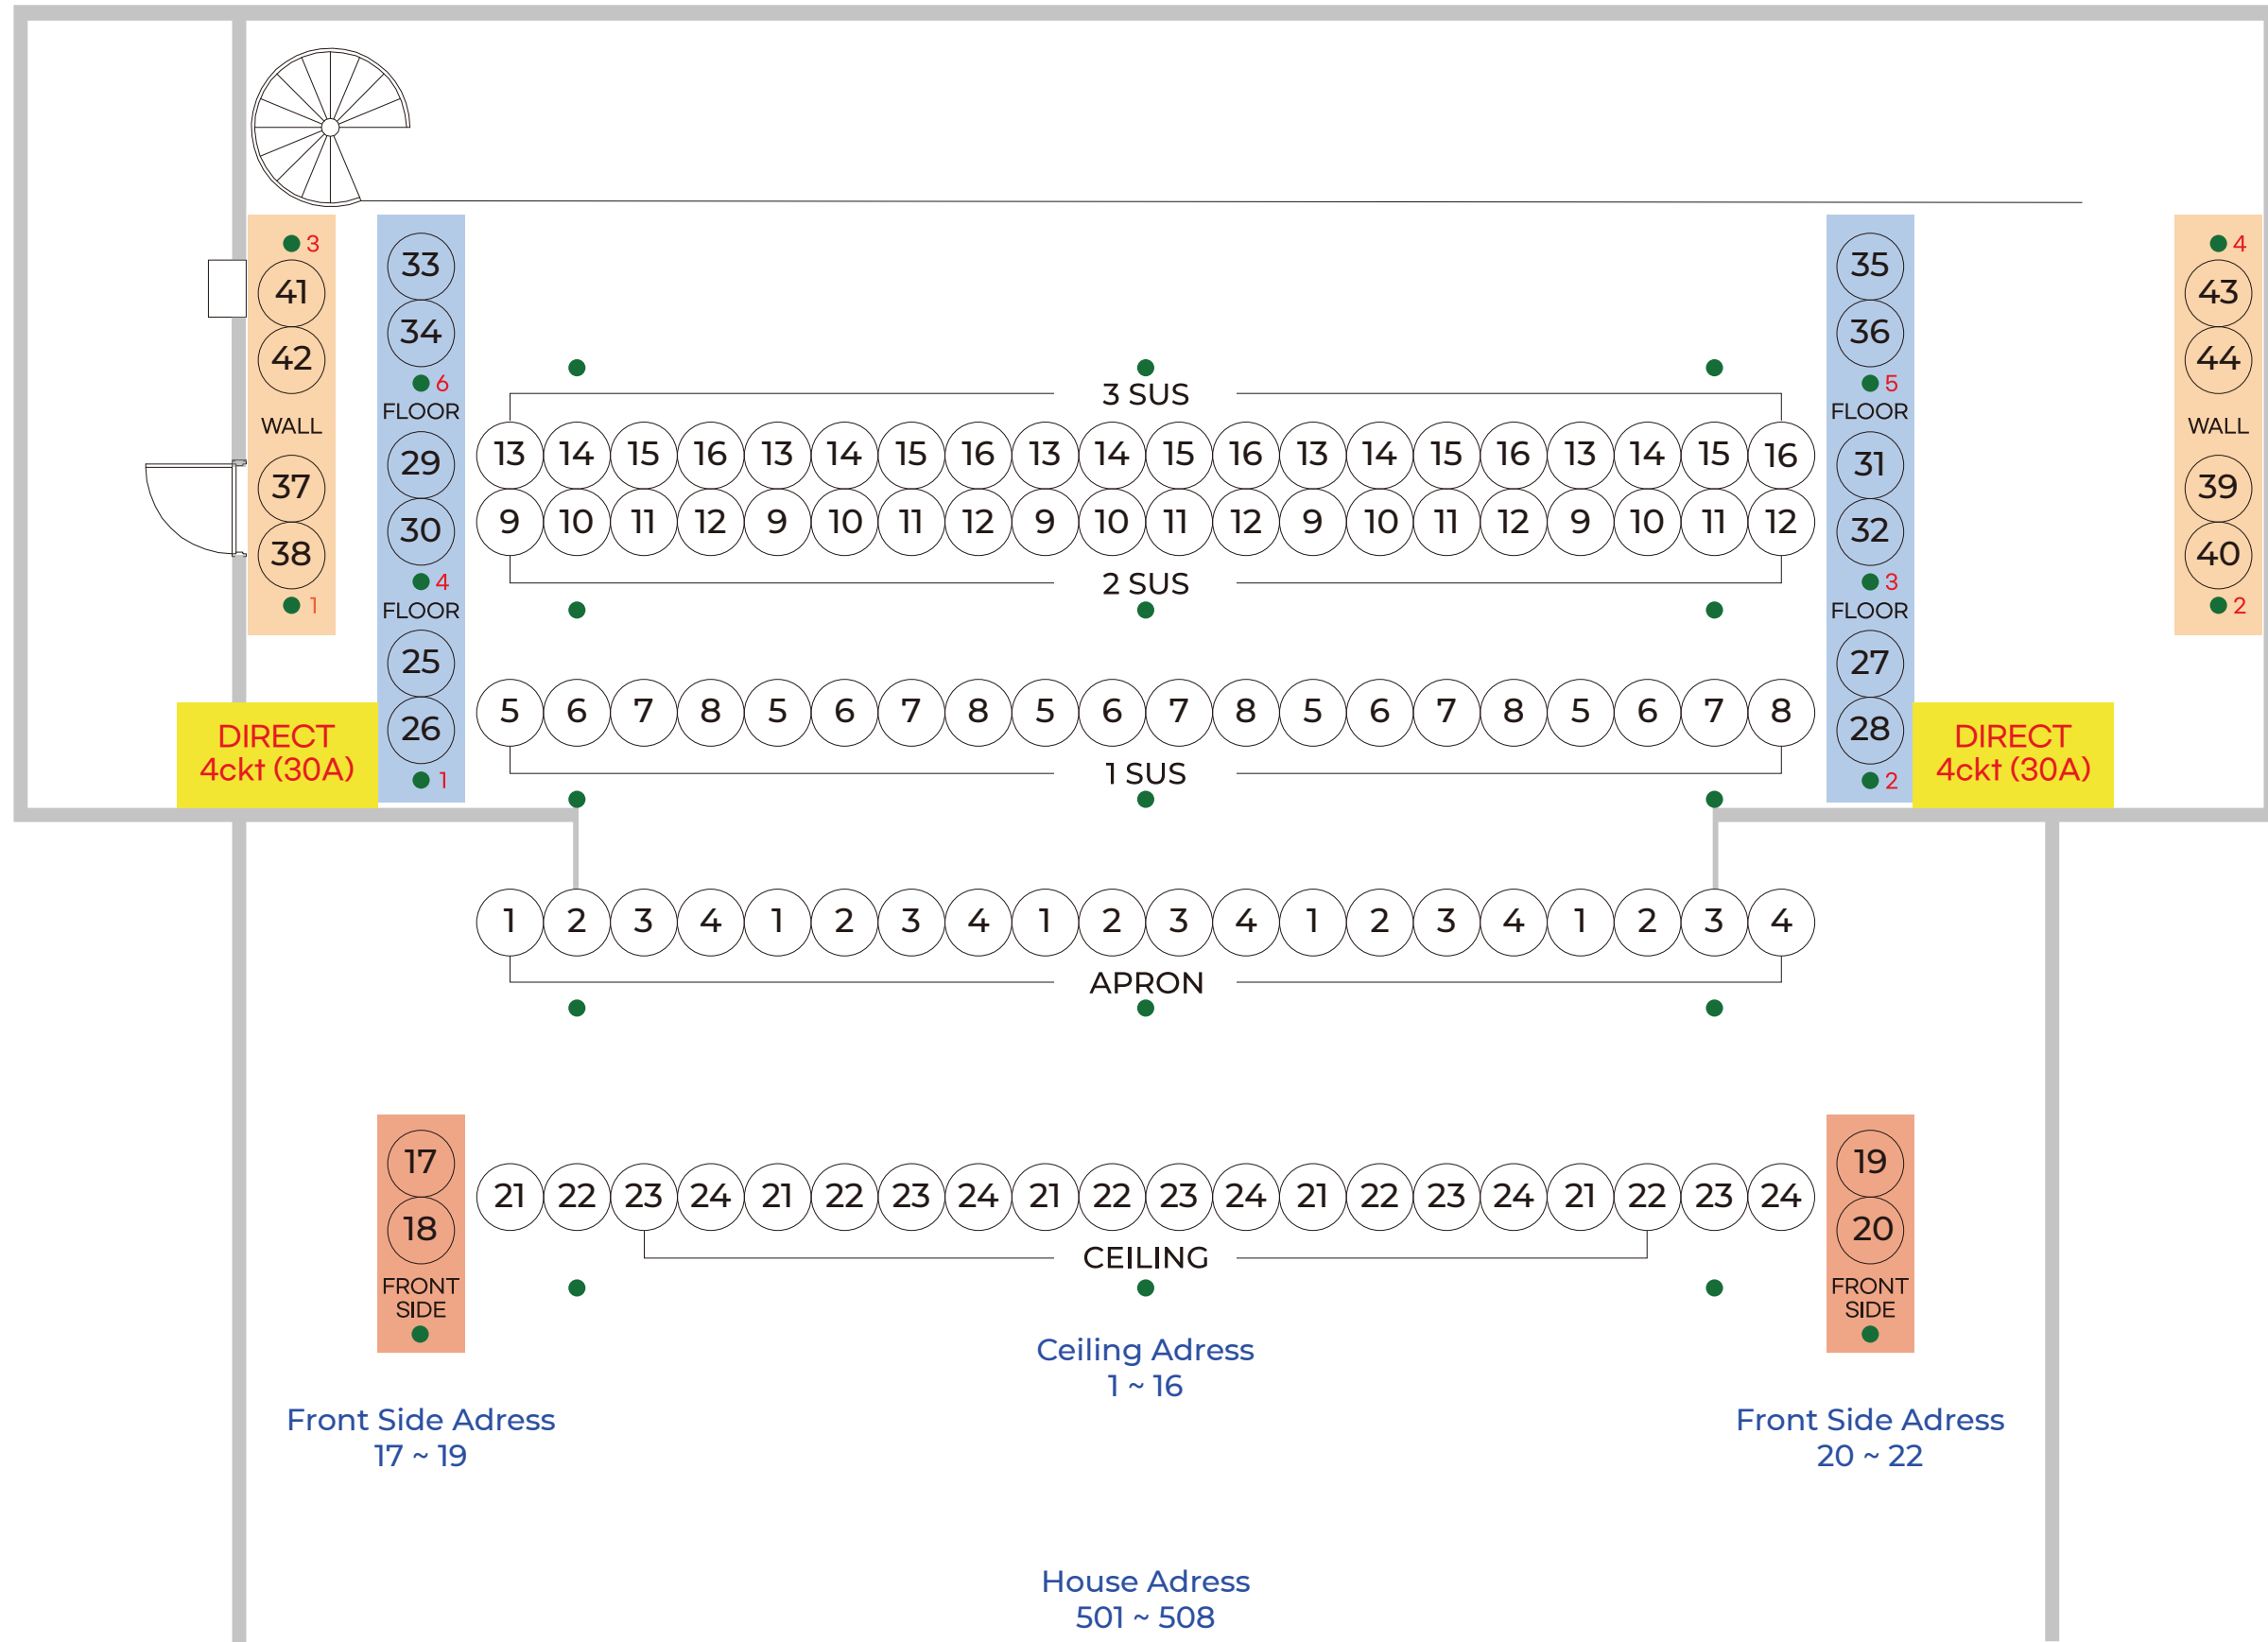 3
41
42
WALL
37
38
1
33
34
6
FLOOR
29
30
4
FLOOR
25
26
1
DIRECT
4ckt (30A)
3 SUS
13 14 15 16 13 14 15 16 13 14 15 16 13 14 15 16 13 14 15 16
9 10 11 12 9 10 11 12 9 10 11 12 9 10 11 12 9 10 11 12
2 SUS
5 6 7 8 5 6 7 8 5 6 7 8 5 6 7 8 5 6 7 8
1 SUS
35
36
5
FLOOR
31
32
3
FLOOR
27
28
2
4
43
44
WALL
39
40
2
DIRECT
4ckt (30A)
1 2 3 4 1 2 3 4 1 2 3 4 1 2 3 4 1 2 3 4
APRON
17
18
FRONT
SIDE
21 22 23 24 21 22 23 24 21 22 23 24 21 22 23 24 21 22 23 24
CEILING
19
20
FRONT
SIDE
Ceiling Adress
1 ~ 16
Front Side Adress
17 ~ 19
Front Side Adress
20 ~ 22
House Adress
501 ~ 508